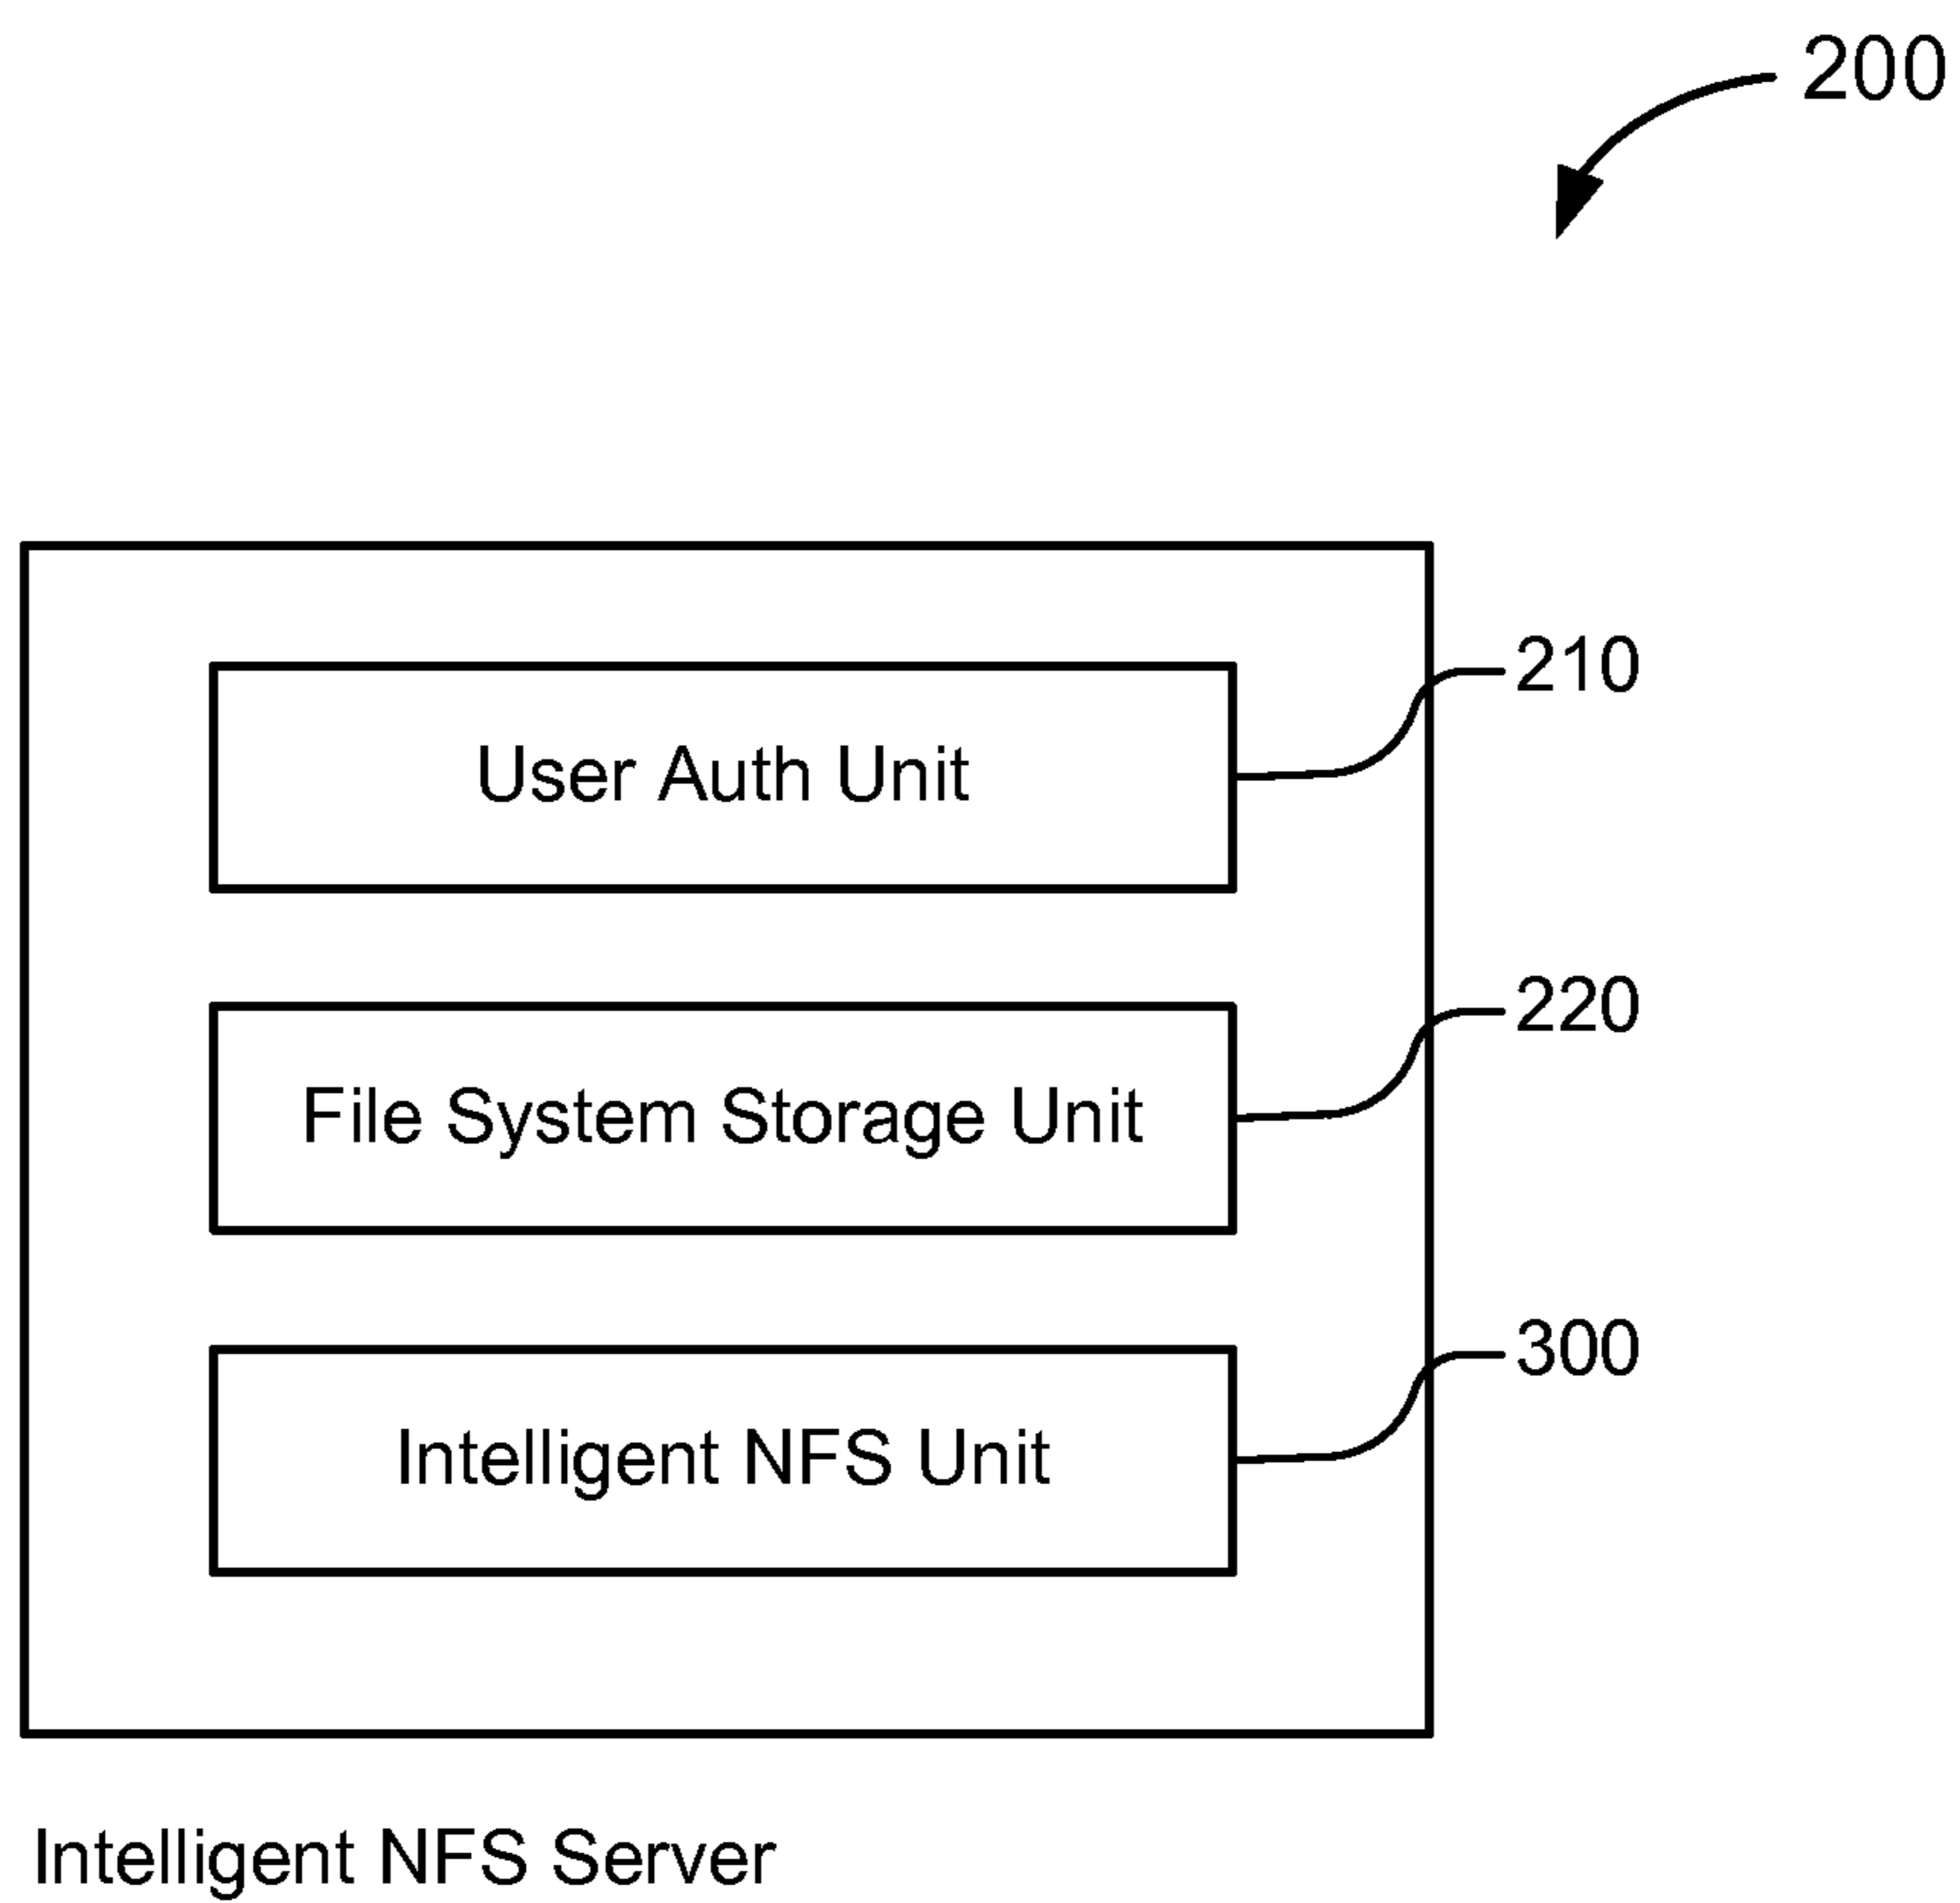 200
User Auth Unit
210
File System Storage Unit
220
Intelligent NFS Unit
300
Intelligent NFS Server